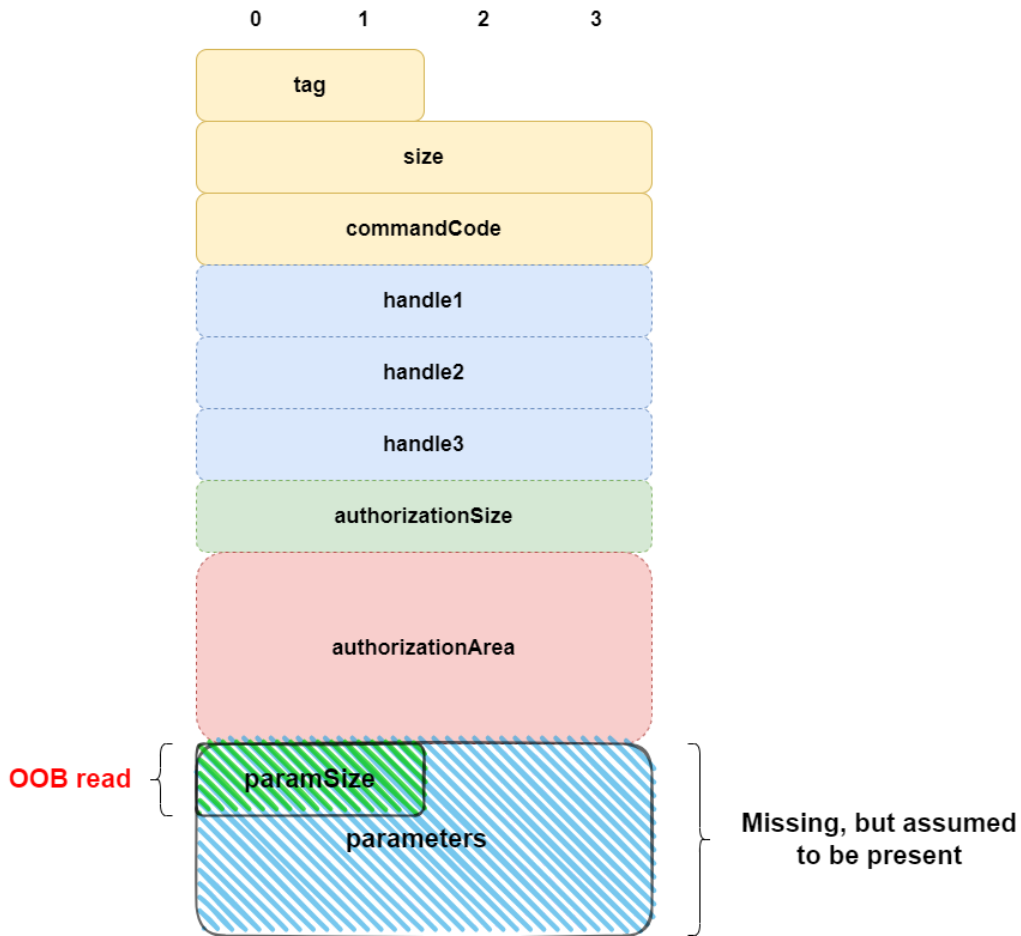 0 1 2 3
tag
size
commandCode
handle1
handle2
handle3
authorizationSize
authorizationArea
OOB read
paramSize
parameters
Missing, but assumed
to be present